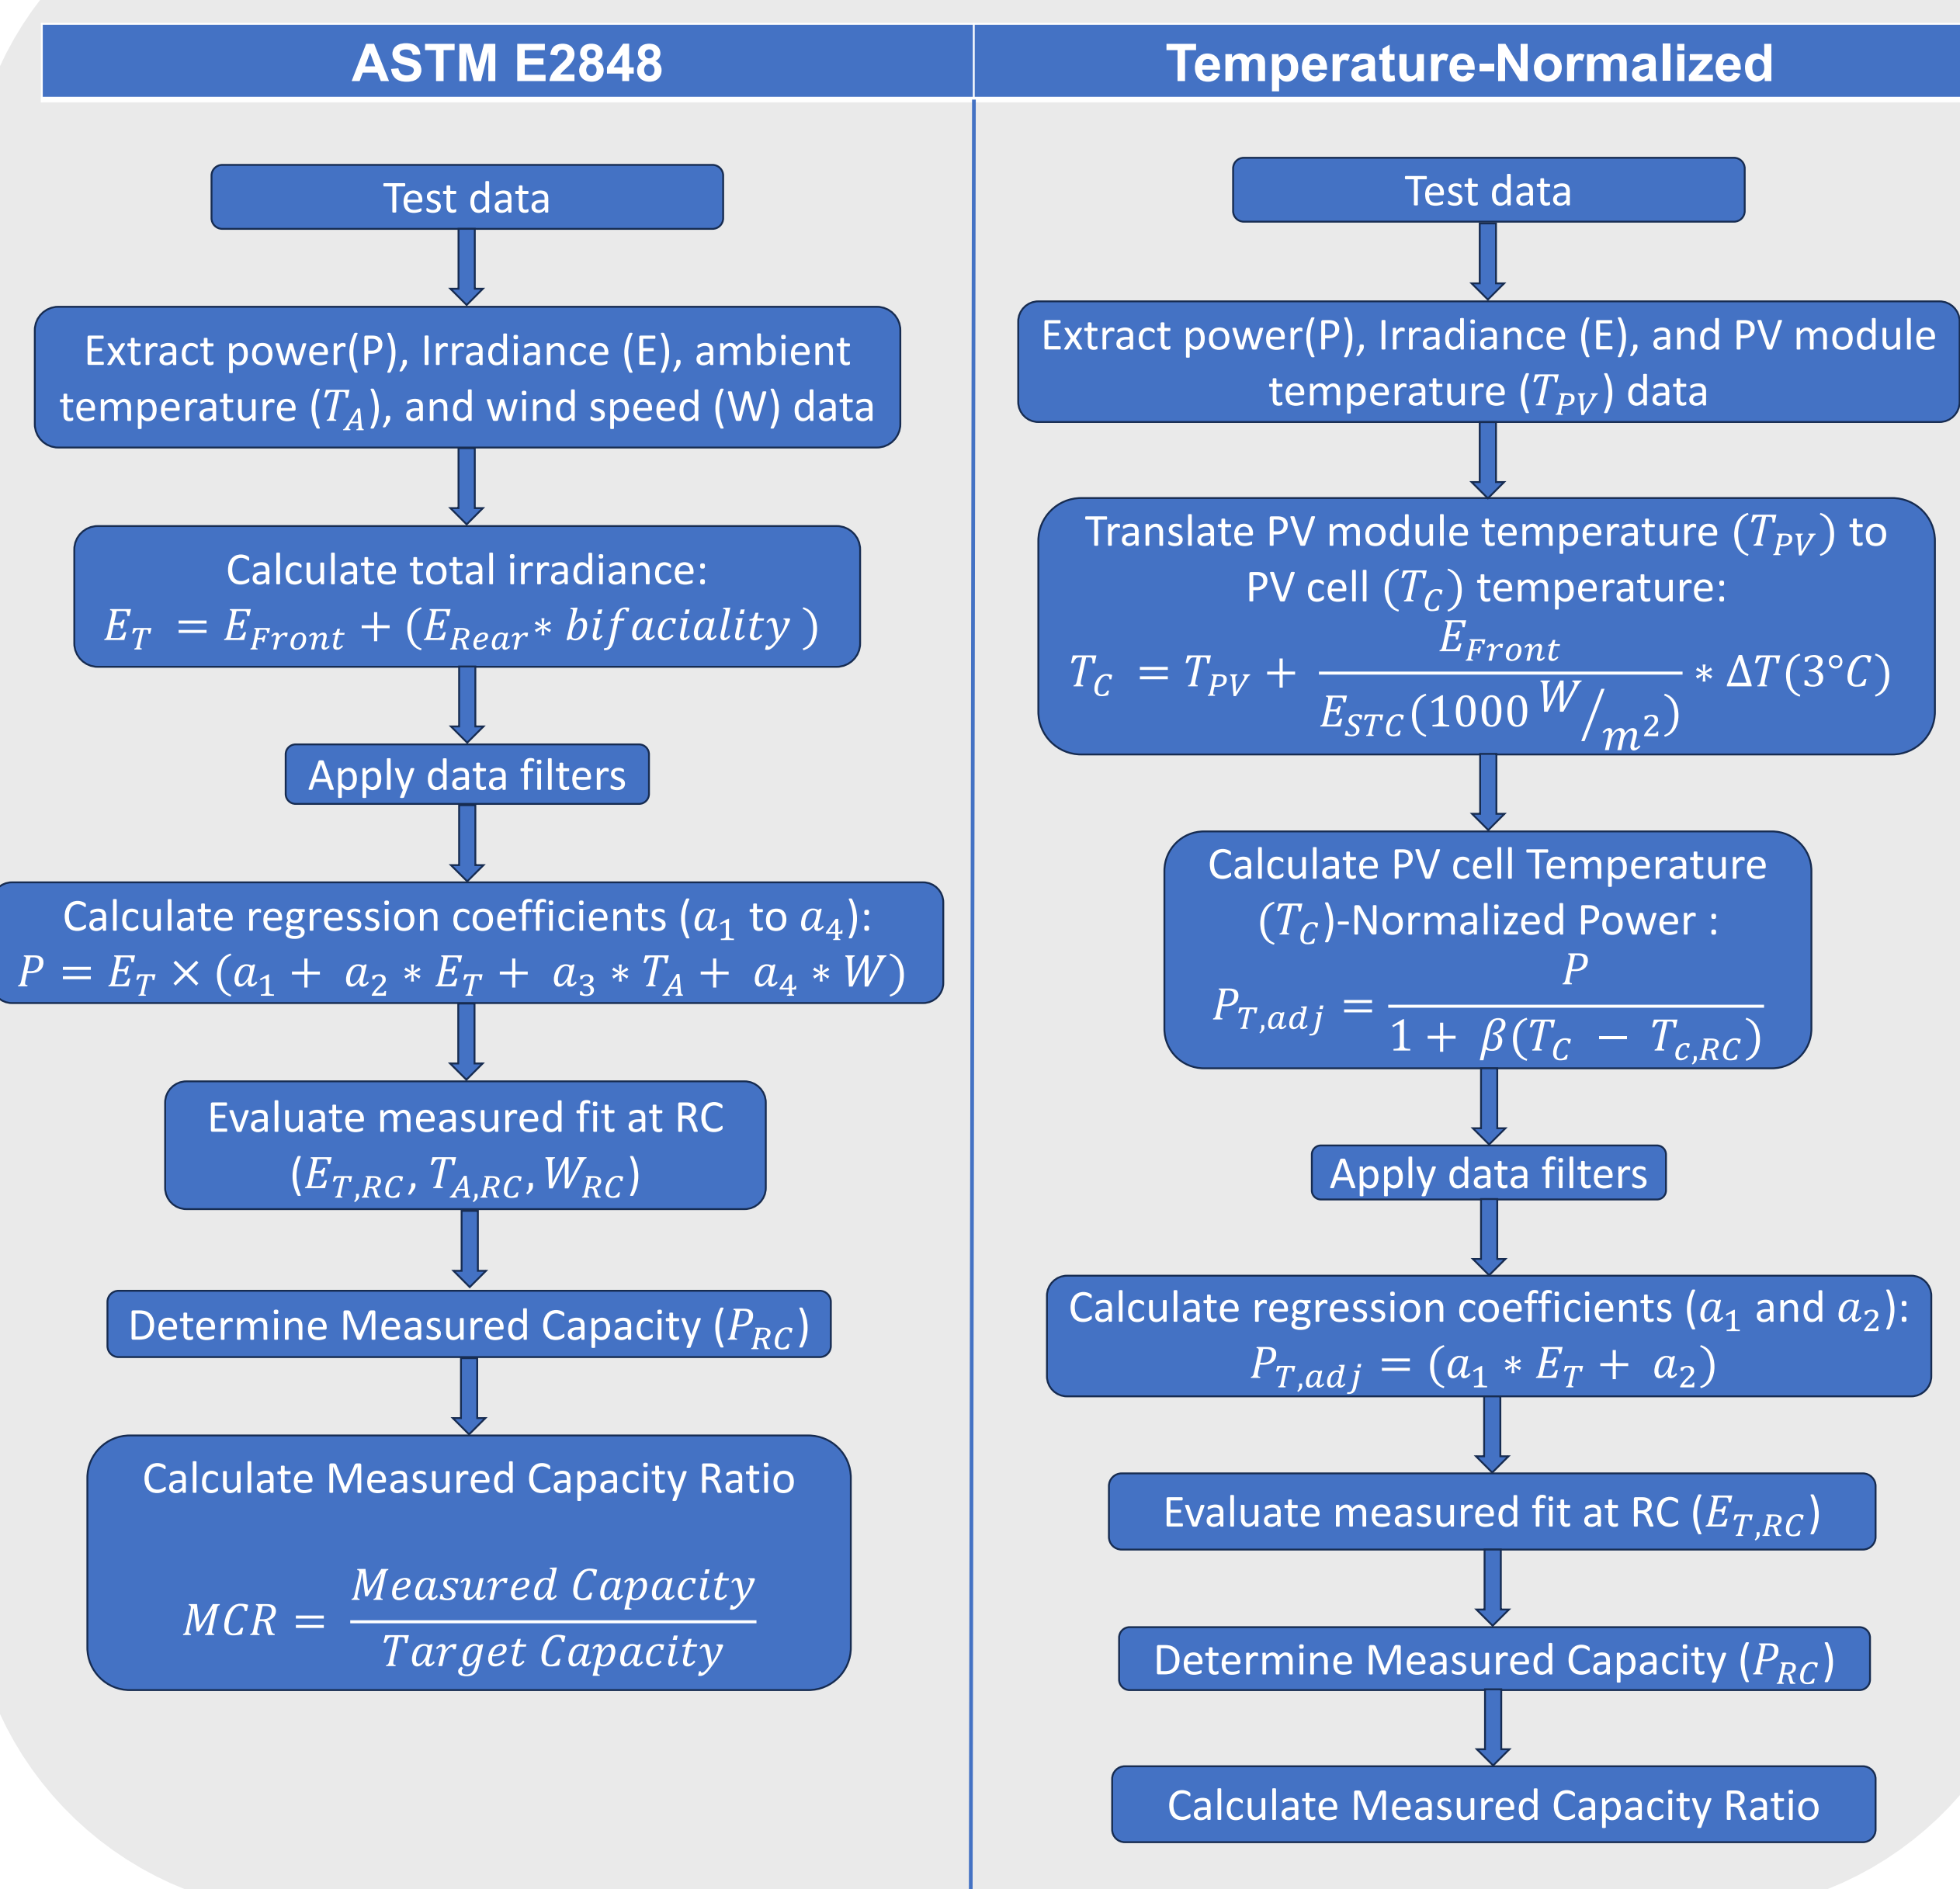 ASTM E2848
Test data
Extract power(P), Irradiance (E), ambient
temperature (T_A), and wind speed (W) data
Calculate total irradiance:
E_T = E_Front + (E_Rear * bifaciality )
Apply data filters
Calculate regression coefficients (a_1 to a_4):
P = E_T × (a_1 + a_2 * E_T + a_3 * T_A + a_4 * W)
Evaluate measured fit at RC
(E_T,RC, T_A,RC, W_RC)
Determine Measured Capacity (P_RC)
Calculate Measured Capacity Ratio
MCR = Measured Capacity / Target Capacity
Temperature-Normalized
Test data
Extract power(P), Irradiance (E), and PV module
temperature (T_PV) data
Translate PV module temperature (T_PV) to
PV cell (T_C) temperature:
T_C = T_PV + E_Front / E_STC(1000 W/m²) * ΔT(3°C)
Calculate PV cell Temperature
(T_C)-Normalized Power :
P_T,adj = P / 1 + β(T_C − T_c,RC)
Apply data filters
Calculate regression coefficients (a_1 and a_2):
P_T,adj = (a_1 * E_T + a_2)
Evaluate measured fit at RC (E_T,RC)
Determine Measured Capacity (P_RC)
Calculate Measured Capacity Ratio